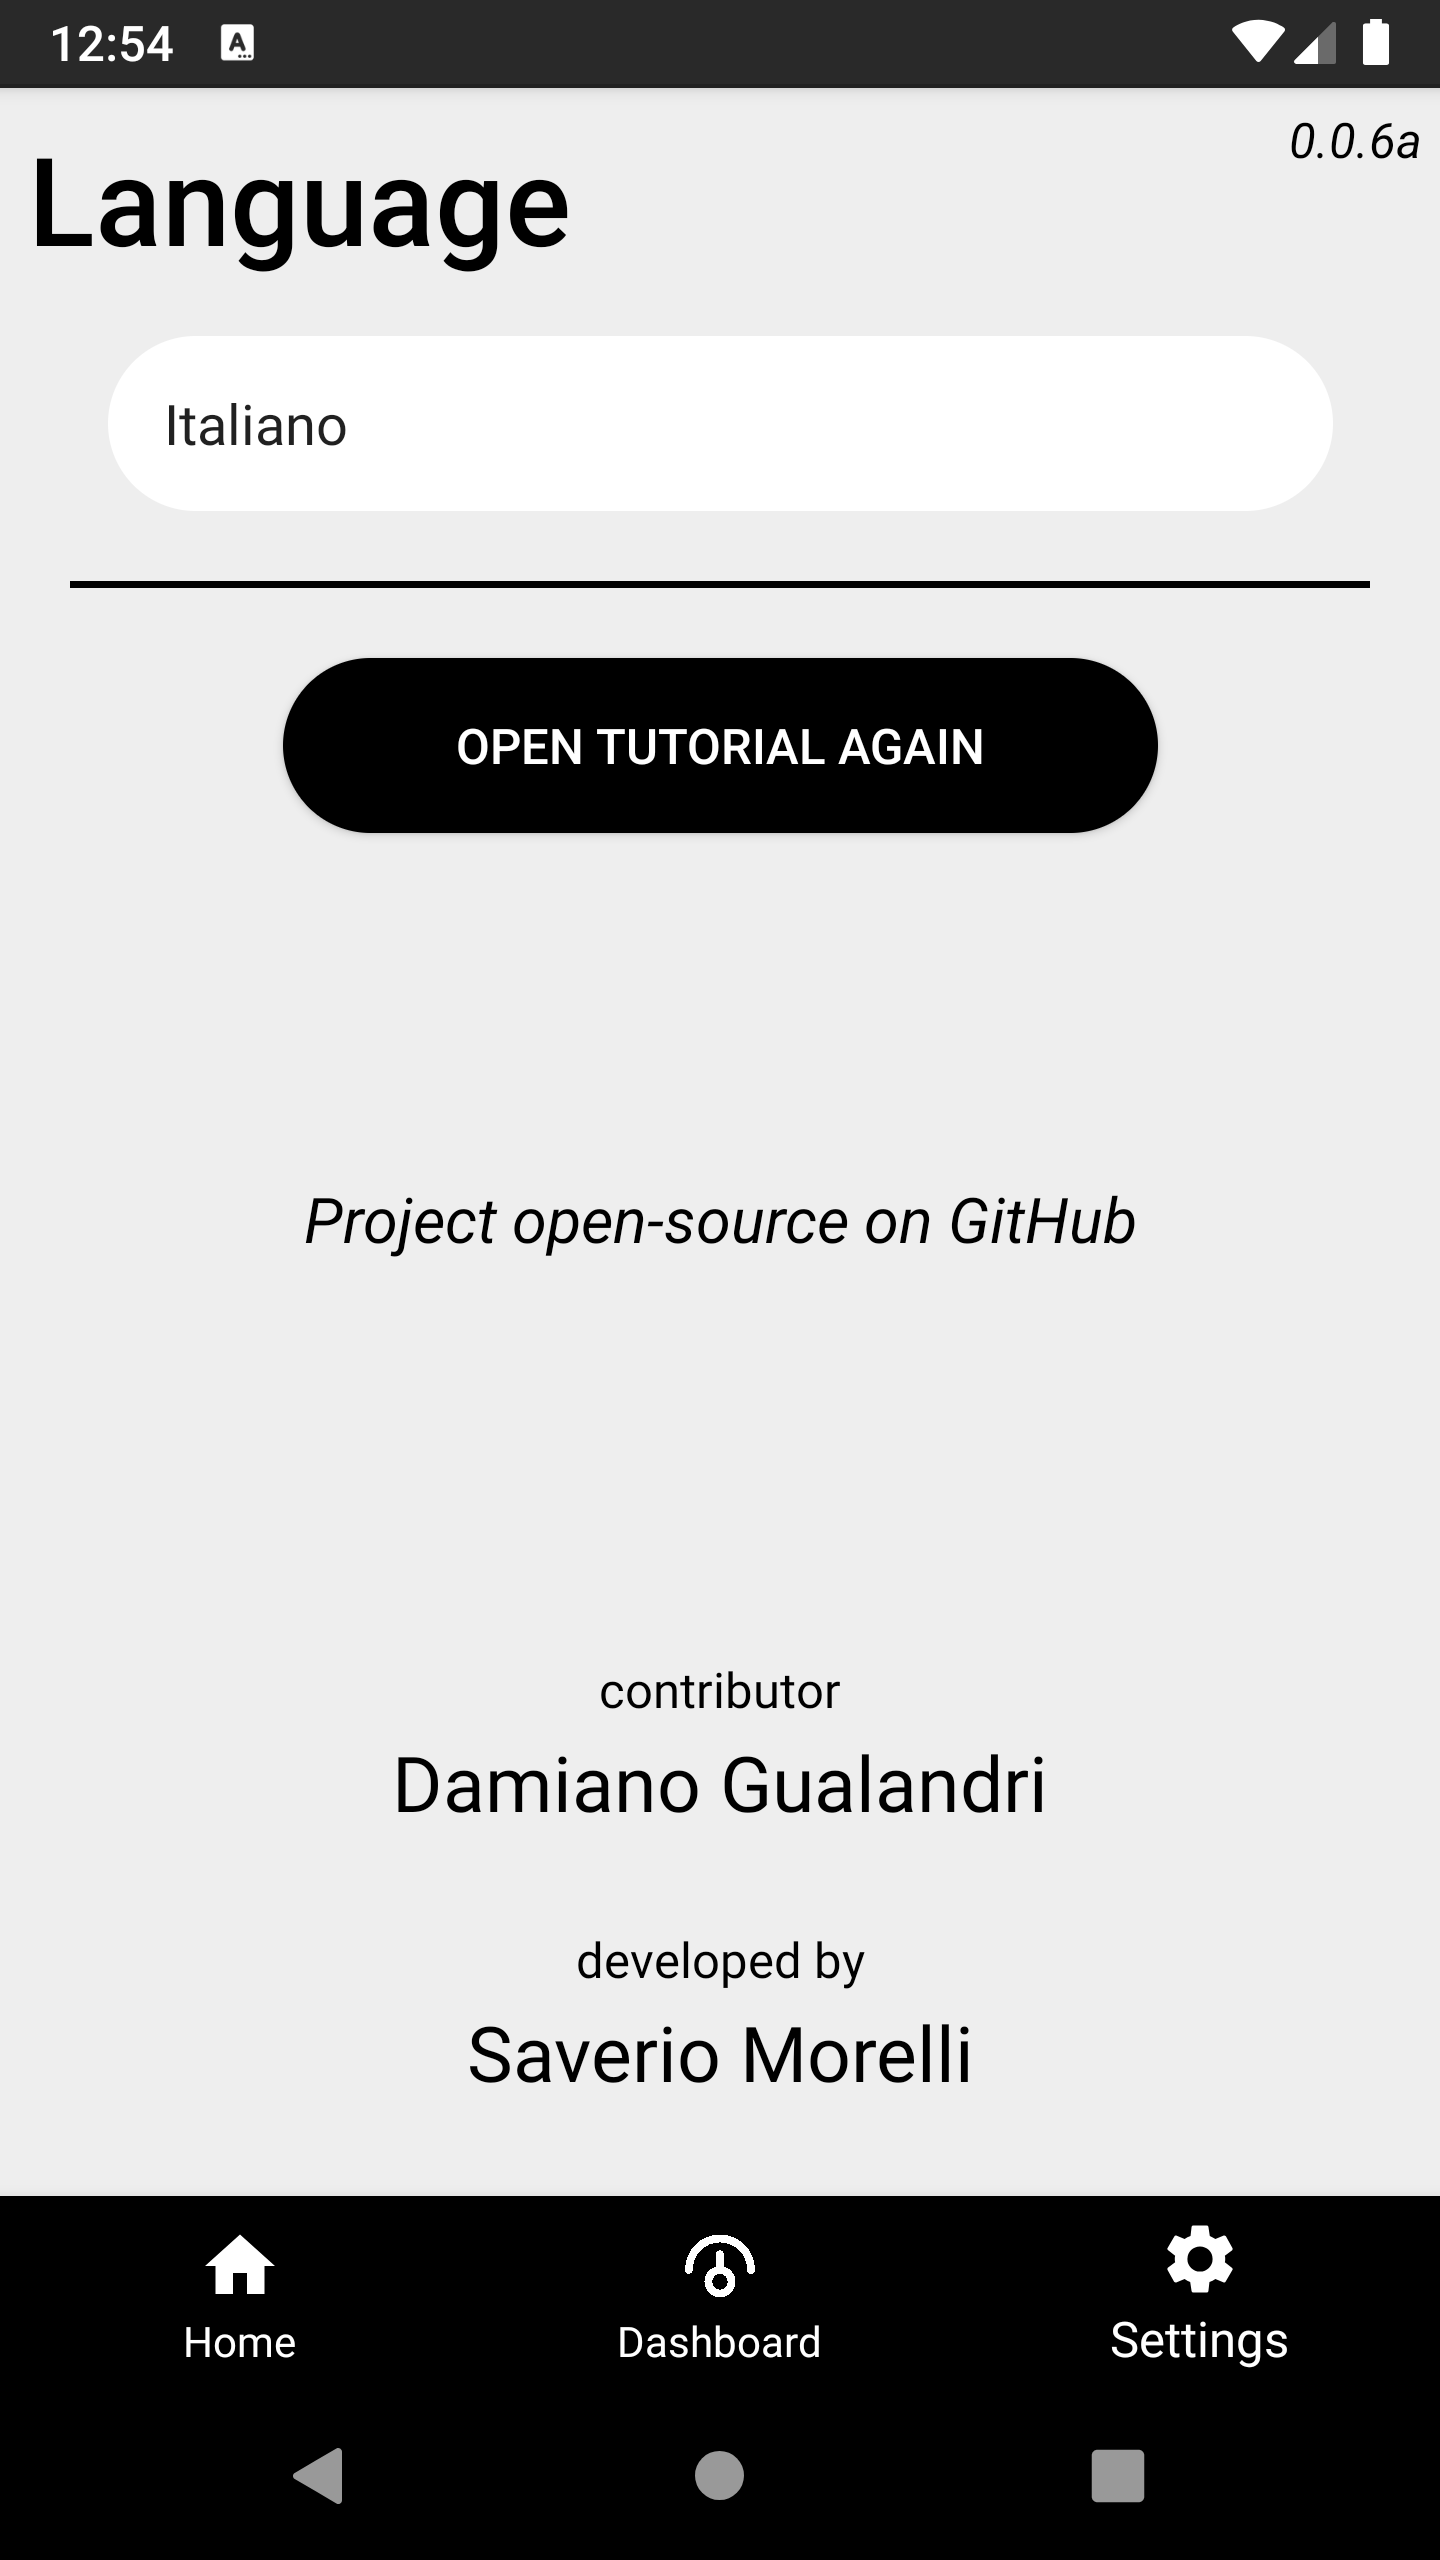 12:54
0.0.6a
Language
Italiano
OPEN TUTORIAL AGAIN
Project open-source on GitHub
contributor
Damiano Gualandri
developed by
Saverio Morelli
Home
Dashboard
Settings